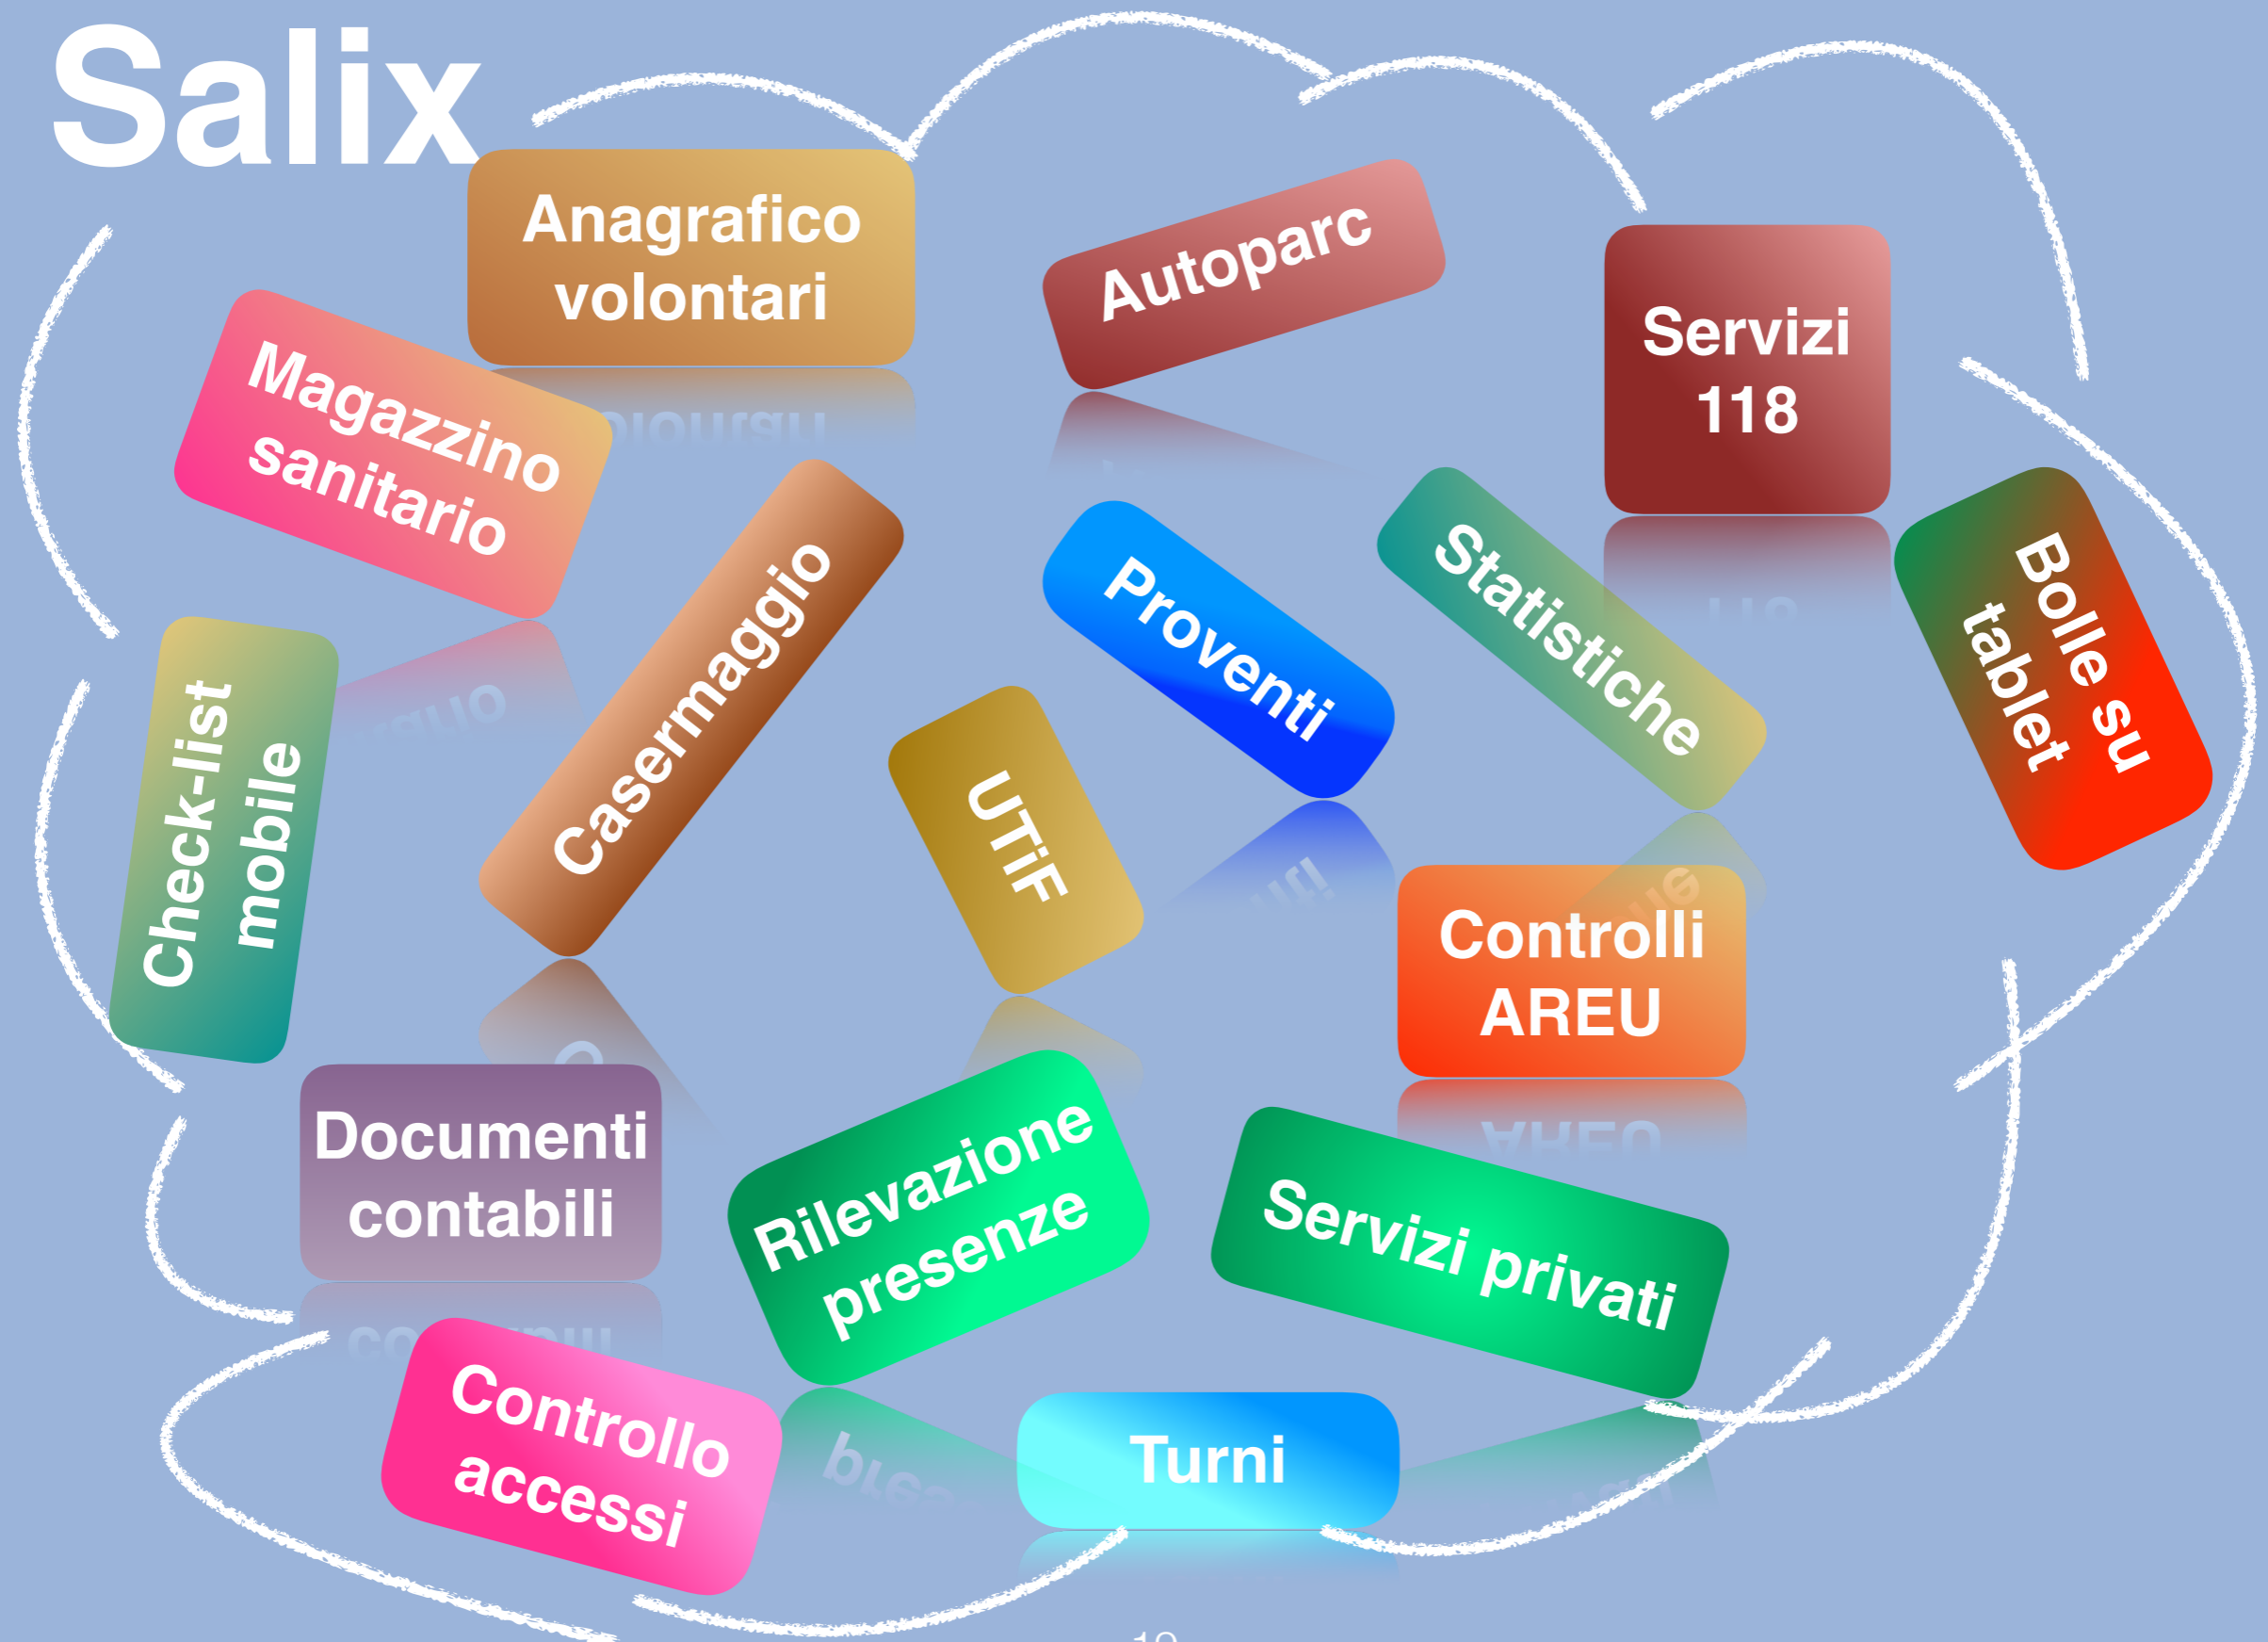 Salix
Anagrafico
volontari
Autoparc
Servizi
118
Magazzino
sanitario
Casermaggio
Proventi
Statistiche
Bolle su
tablet
Check-list
mobile
UTiF
Controlli
AREU
Documenti
contabili
Rilevazione
presenze
Servizi privati
Controllo
accessi
Turni